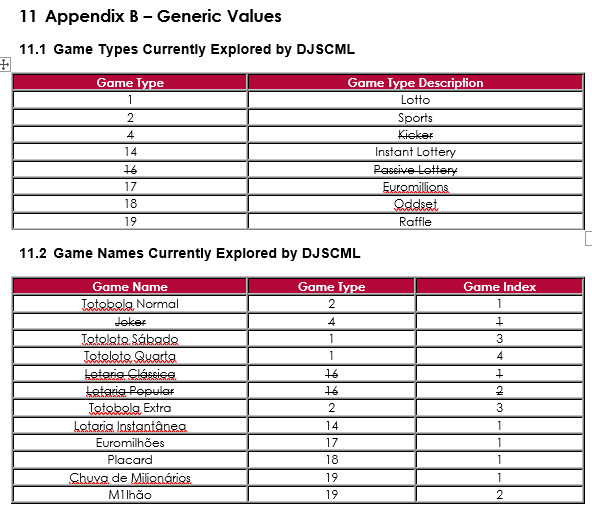 11 Appendix B – Generic Values
11.1 Game Types Currently Explored by DJSCML
Game Type Game Type Description
1 Lotto
2 Sports
4 Kicker
14 Instant Lottery
16 Passive Lottery
17 Euromillions
18 Oddset
19 Raffle
11.2 Game Names Currently Explored by DJSCML
Game Name Game Type Game Index
Totobola Normal 2 1
Joker 4 1
Totoloto Sábado 1 3
Totoloto Quarta 1 4
Lotaria Clássica 16 1
Lotaria Popular 16 2
Totobola Extra 2 3
Lotaria Instantânea 14 1
Euromilhões 17 1
Placard 18 1
Chuva de Milionários 19 1
M1lhão 19 2